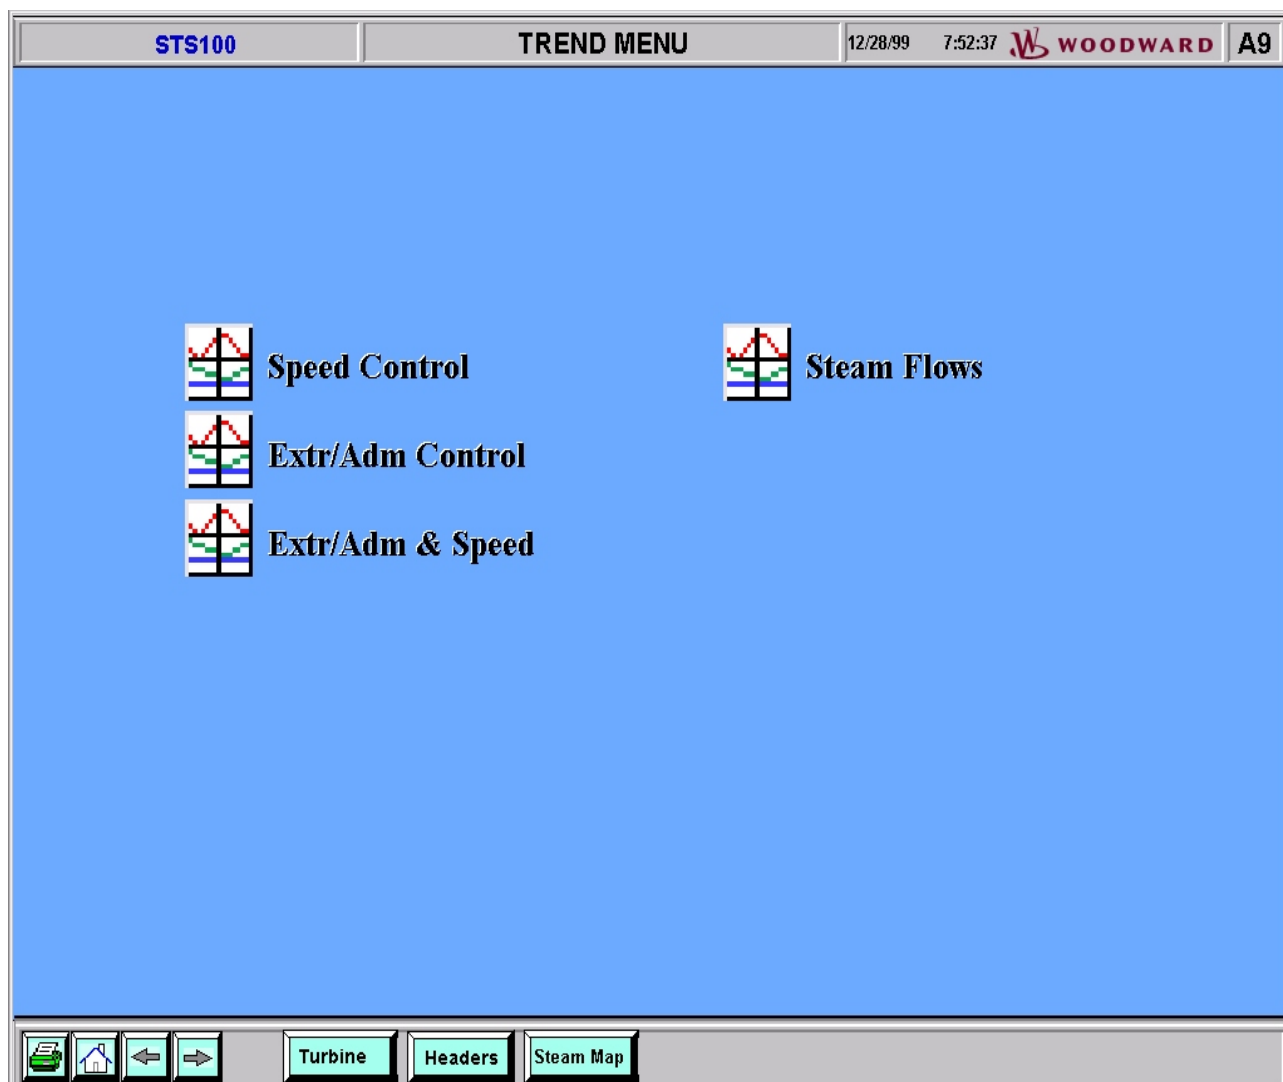 STS100 TREND MENU 12/28/99 7:52:37 W WOODWARD A9
Speed Control Steam Flows
Extr/Adm Control
Extr/Adm & Speed
Turbine Headers Steam Map